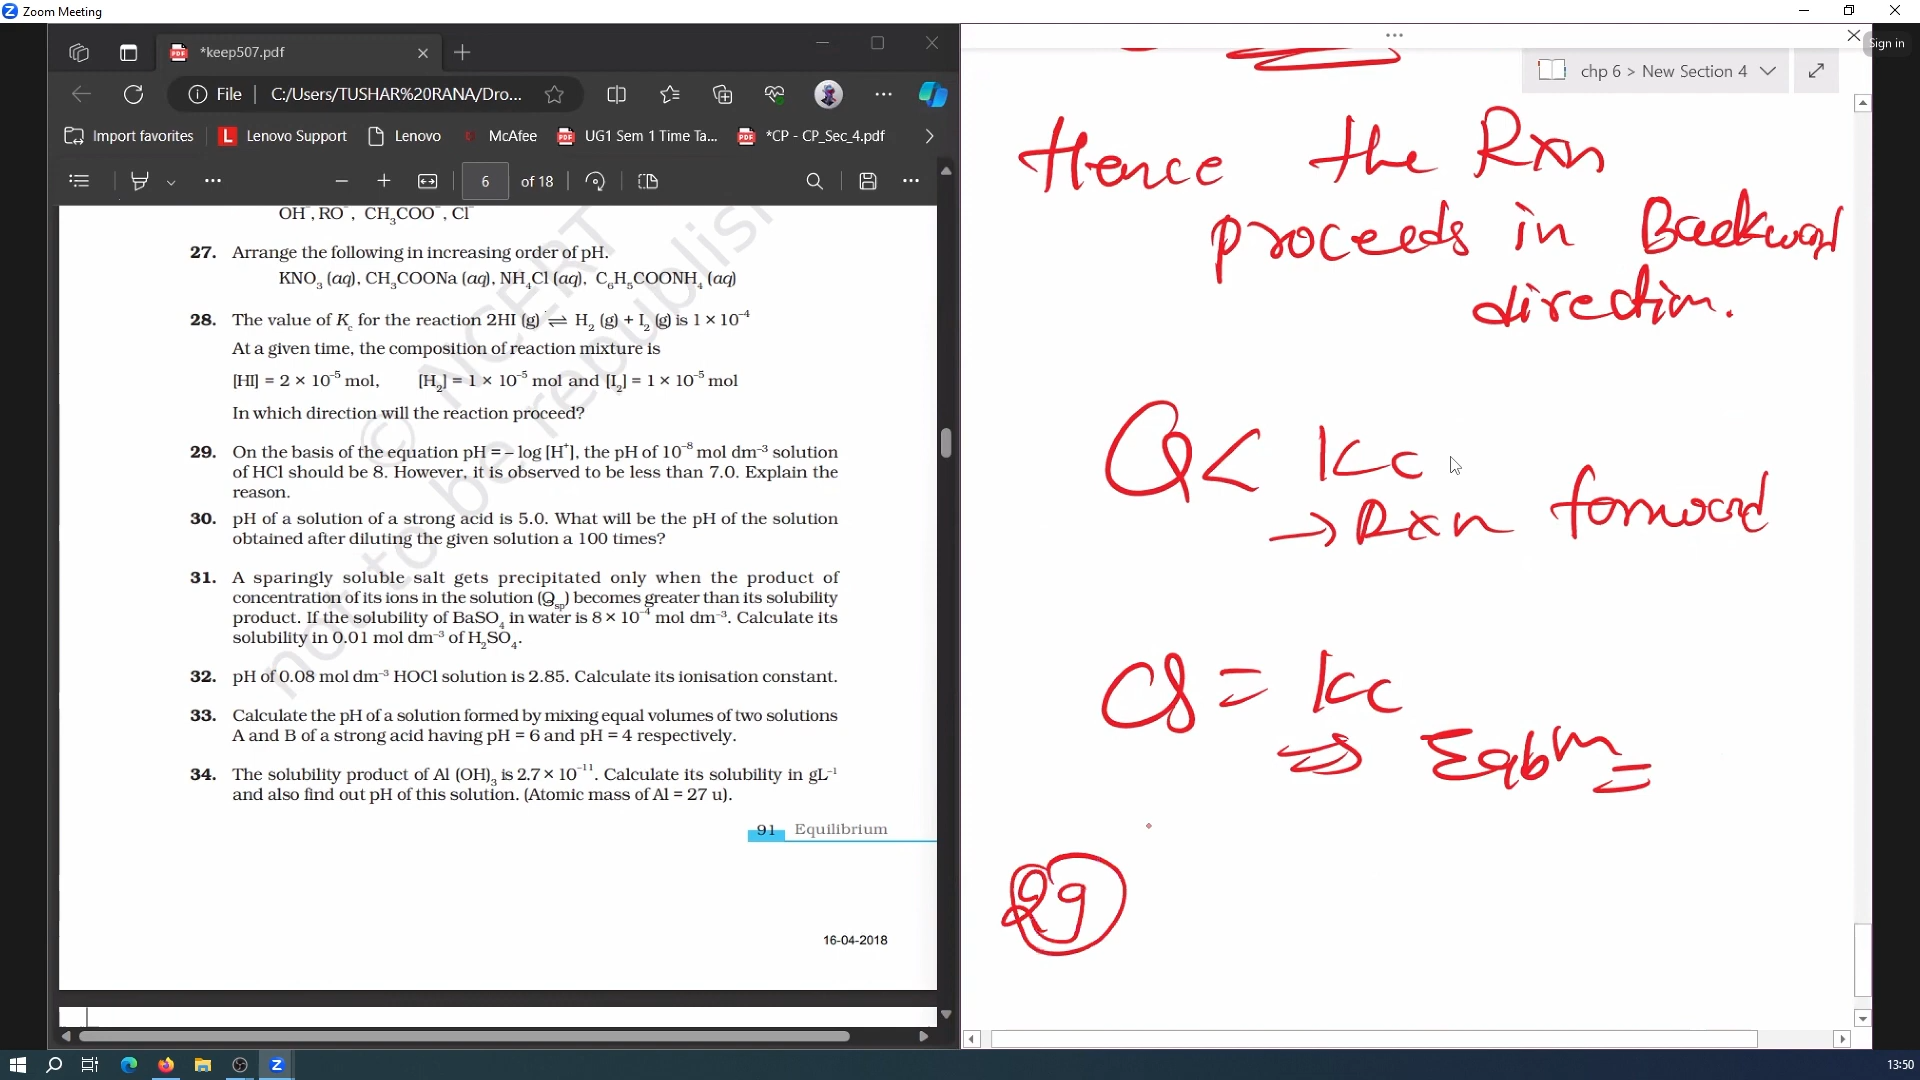 Zoom Meeting
*keep507.pdf
Sign in
File
C:/Users/TUSHAR%20RANA/Dro...
chp 6 > New Section 4
Import favorites
Lenovo Support
Lenovo
McAfee
UG1 Sem 1 Time Ta...
*CP - CP_Sec_4.pdf
6 of 18
OH⁻, RO⁻, CH₃COO⁻, Cl⁻
27. Arrange the following in increasing order of pH.
KNO₃ (aq), CH₃COONa (aq), NH₄Cl (aq), C₆H₅COONH₄ (aq)
28. The value of K꜀ for the reaction 2HI (g) ⇌ H₂ (g) + I₂ (g) is 1 × 10⁻⁴
At a given time, the composition of reaction mixture is
[HI] = 2 × 10⁻⁵ mol, [H₂] = 1 × 10⁻⁵ mol and [I₂] = 1 × 10⁻⁵ mol
In which direction will the reaction proceed?
29. On the basis of the equation pH = – log [H⁺], the pH of 10⁻⁸ mol dm⁻³ solution
of HCl should be 8. However, it is observed to be less than 7.0. Explain the
reason.
30. pH of a solution of a strong acid is 5.0. What will be the pH of the solution
obtained after diluting the given solution a 100 times?
31. A sparingly soluble salt gets precipitated only when the product of
concentration of its ions in the solution (Qsp) becomes greater than its solubility
product. If the solubility of BaSO₄ in water is 8 × 10⁻⁴ mol dm⁻³. Calculate its
solubility in 0.01 mol dm⁻³ of H₂SO₄.
32. pH of 0.08 mol dm⁻³ HOCl solution is 2.85. Calculate its ionisation constant.
33. Calculate the pH of a solution formed by mixing equal volumes of two solutions
A and B of a strong acid having pH = 6 and pH = 4 respectively.
34. The solubility product of Al (OH)₃ is 2.7 × 10⁻¹¹. Calculate its solubility in gL⁻¹
and also find out pH of this solution. (Atomic mass of Al = 27 u).
91 Equilibrium
16-04-2018
© NCERT
not to be republish
Hence the Rxn
proceeds in Backward
direction.
Q < Kc
→ Rxn forward
Q = Kc
⇒ Eqbm
29
13:50